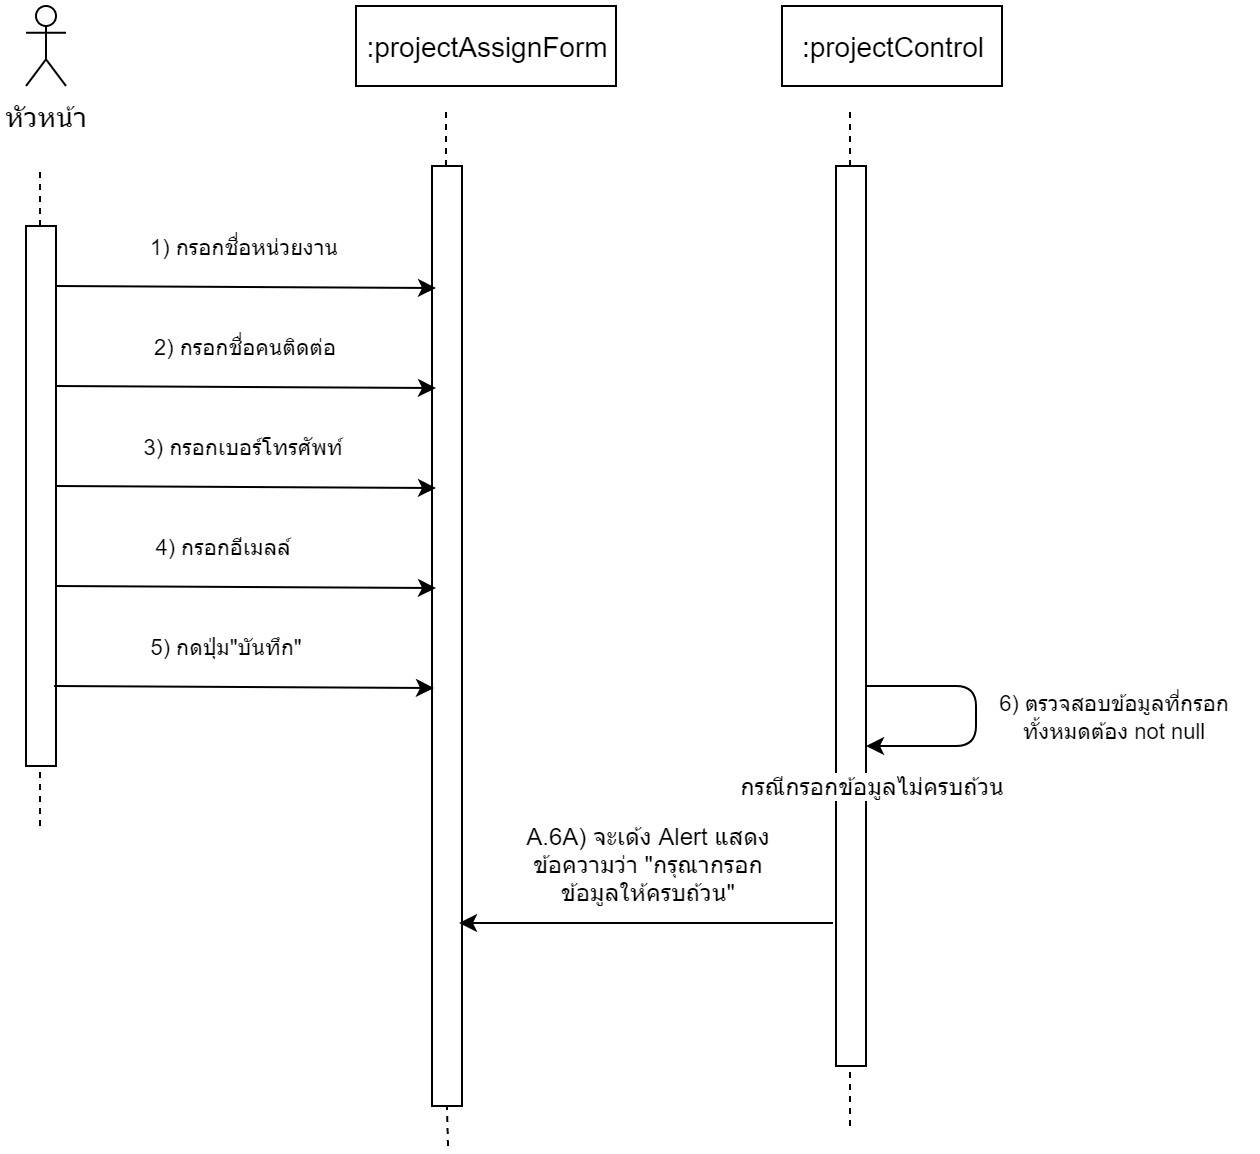 หัวหน้า
:projectAssignForm
:projectControl
1) กรอกชื่อหน่วยงาน
2) กรอกชื่อคนติดต่อ
3) กรอกเบอร์โทรศัพท์
4) กรอกอีเมลล์
5) กดปุ่ม"บันทึก"
6) ตรวจสอบข้อมูลที่กรอก
ทั้งหมดต้อง not null
กรณีกรอกข้อมูลไม่ครบถ้วน
A.6A) จะเด้ง Alert แสดง
ข้อความว่า "กรุณากรอก
ข้อมูลให้ครบถ้วน"